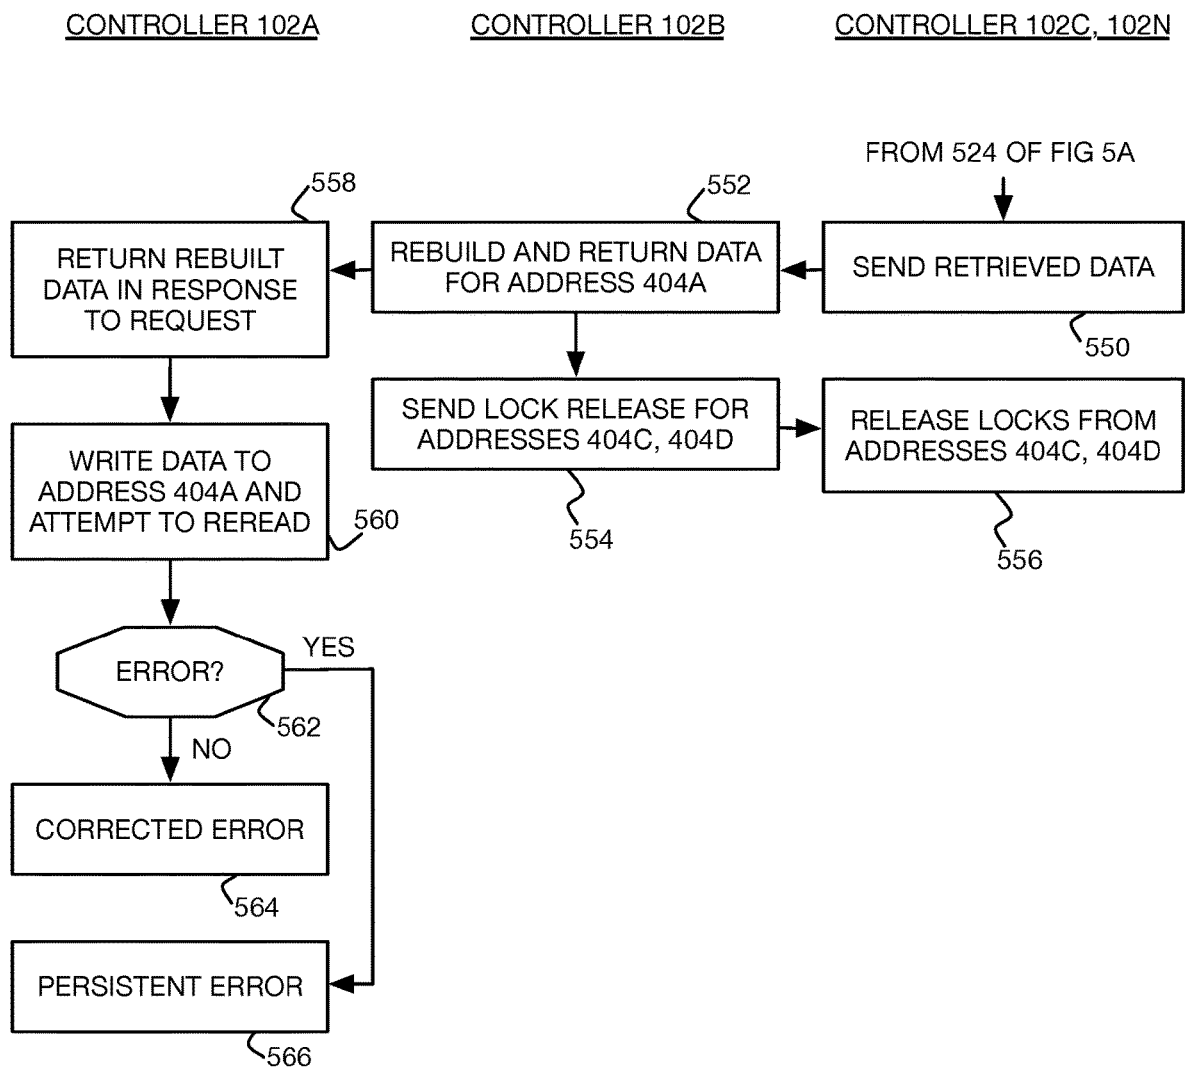 CONTROLLER 102A
CONTROLLER 102B
CONTROLLER 102C, 102N
FROM 524 OF FIG 5A
558
RETURN REBUILT
DATA IN RESPONSE
TO REQUEST
552
REBUILD AND RETURN DATA
FOR ADDRESS 404A
SEND RETRIEVED DATA
550
WRITE DATA TO
ADDRESS 404A AND
ATTEMPT TO REREAD
560
SEND LOCK RELEASE FOR
ADDRESSES 404C, 404D
554
RELEASE LOCKS FROM
ADDRESSES 404C, 404D
556
ERROR?
YES
562
NO
CORRECTED ERROR
564
PERSISTENT ERROR
566